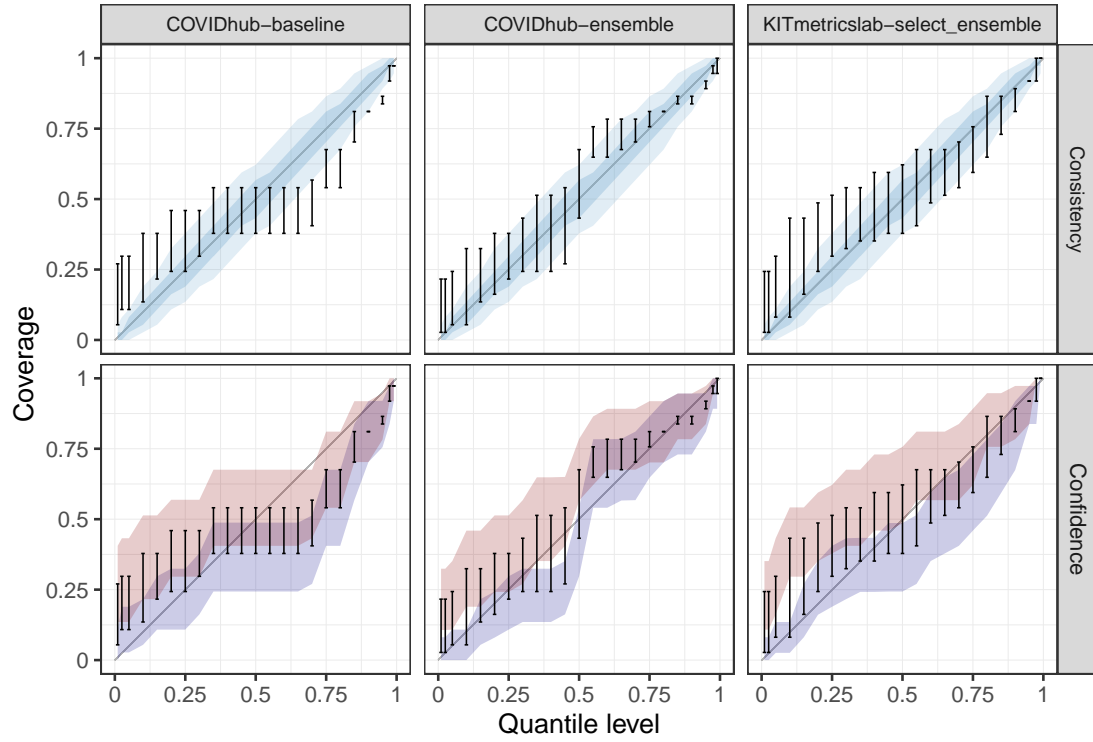 COVIDhub−baseline
COVIDhub−ensemble
KITmetricslab−select_ensemble
1
0.75
0.5
0.25
0
Consistency
Coverage
1
0.75
0.5
0.25
0
Confidence
0 0.25 0.5 0.75 1
0 0.25 0.5 0.75 1
0 0.25 0.5 0.75 1
Quantile level